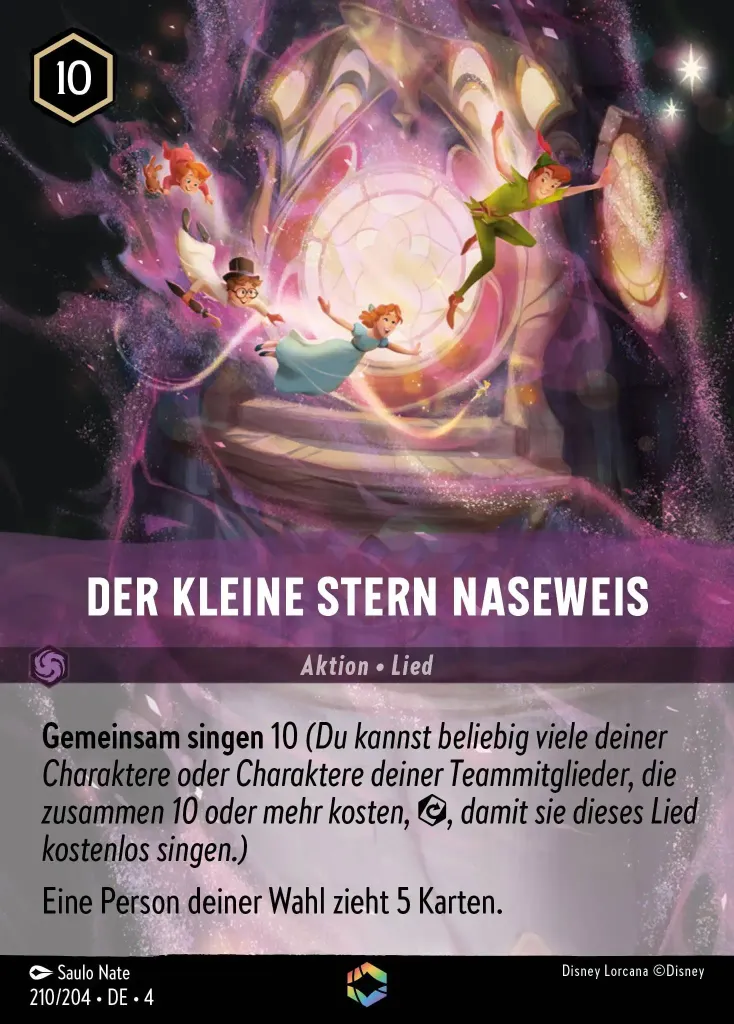 10
DER KLEINE STERN NASEWEIS
Aktion • Lied
Gemeinsam singen 10 (Du kannst beliebig viele deiner
Charaktere oder Charaktere deiner Teammitglieder, die
zusammen 10 oder mehr kosten, , damit sie dieses Lied
kostenlos singen.)
Eine Person deiner Wahl zieht 5 Karten.
Saulo Nate
Disney Lorcana ©Disney
210/204 • DE • 4